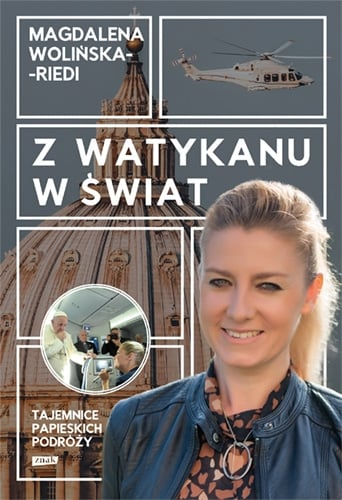 MAGDALENA
WOLIŃSKA-
-RIEDI
Z WATYKANU
W ŚWIAT
TAJEMNICE
PAPIESKICH
PODRÓŻY
znak